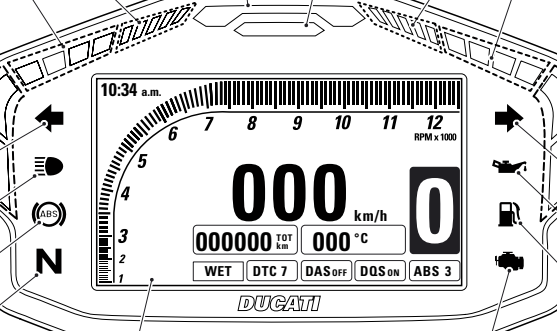 10:34 a.m.
6 7 8 9 10 11 12
RPM x 1000
5
4
3
2
1
ABS
N
000 km/h
0
000000 TOT km
000 °C
WET DTC 7 DAS OFF DQS ON ABS 3
DUCATI